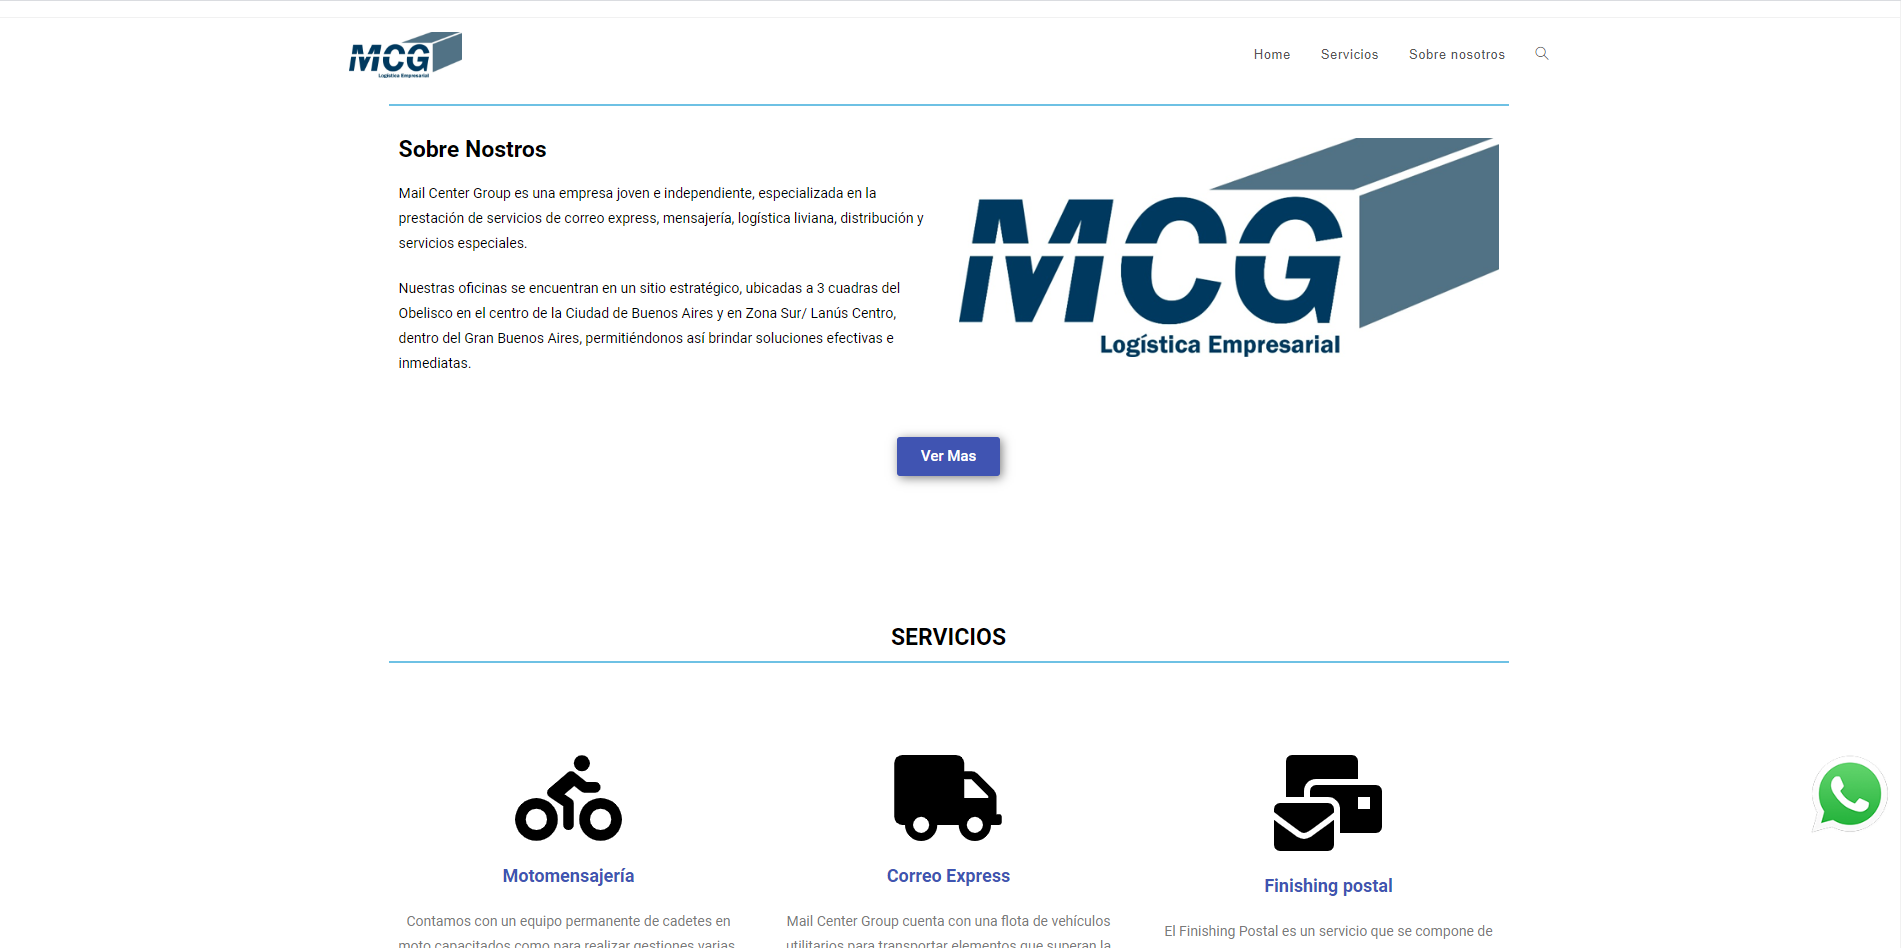 MCG
Logística Empresarial
Home
Servicios
Sobre nosotros
Sobre Nostros
Mail Center Group es una empresa joven e independiente, especializada en la
prestación de servicios de correo express, mensajería, logística liviana, distribución y
servicios especiales.
Nuestras oficinas se encuentran en un sitio estratégico, ubicadas a 3 cuadras del
Obelisco en el centro de la Ciudad de Buenos Aires y en Zona Sur/ Lanús Centro,
dentro del Gran Buenos Aires, permitiéndonos así brindar soluciones efectivas e
inmediatas.
MCG
Logística Empresarial
Ver Mas
SERVICIOS
Motomensajería
Contamos con un equipo permanente de cadetes en
moto capacitados como para realizar gestiones varias
Correo Express
Mail Center Group cuenta con una flota de vehículos
utilitarios para transportar elementos que superan la
Finishing postal
El Finishing Postal es un servicio que se compone de